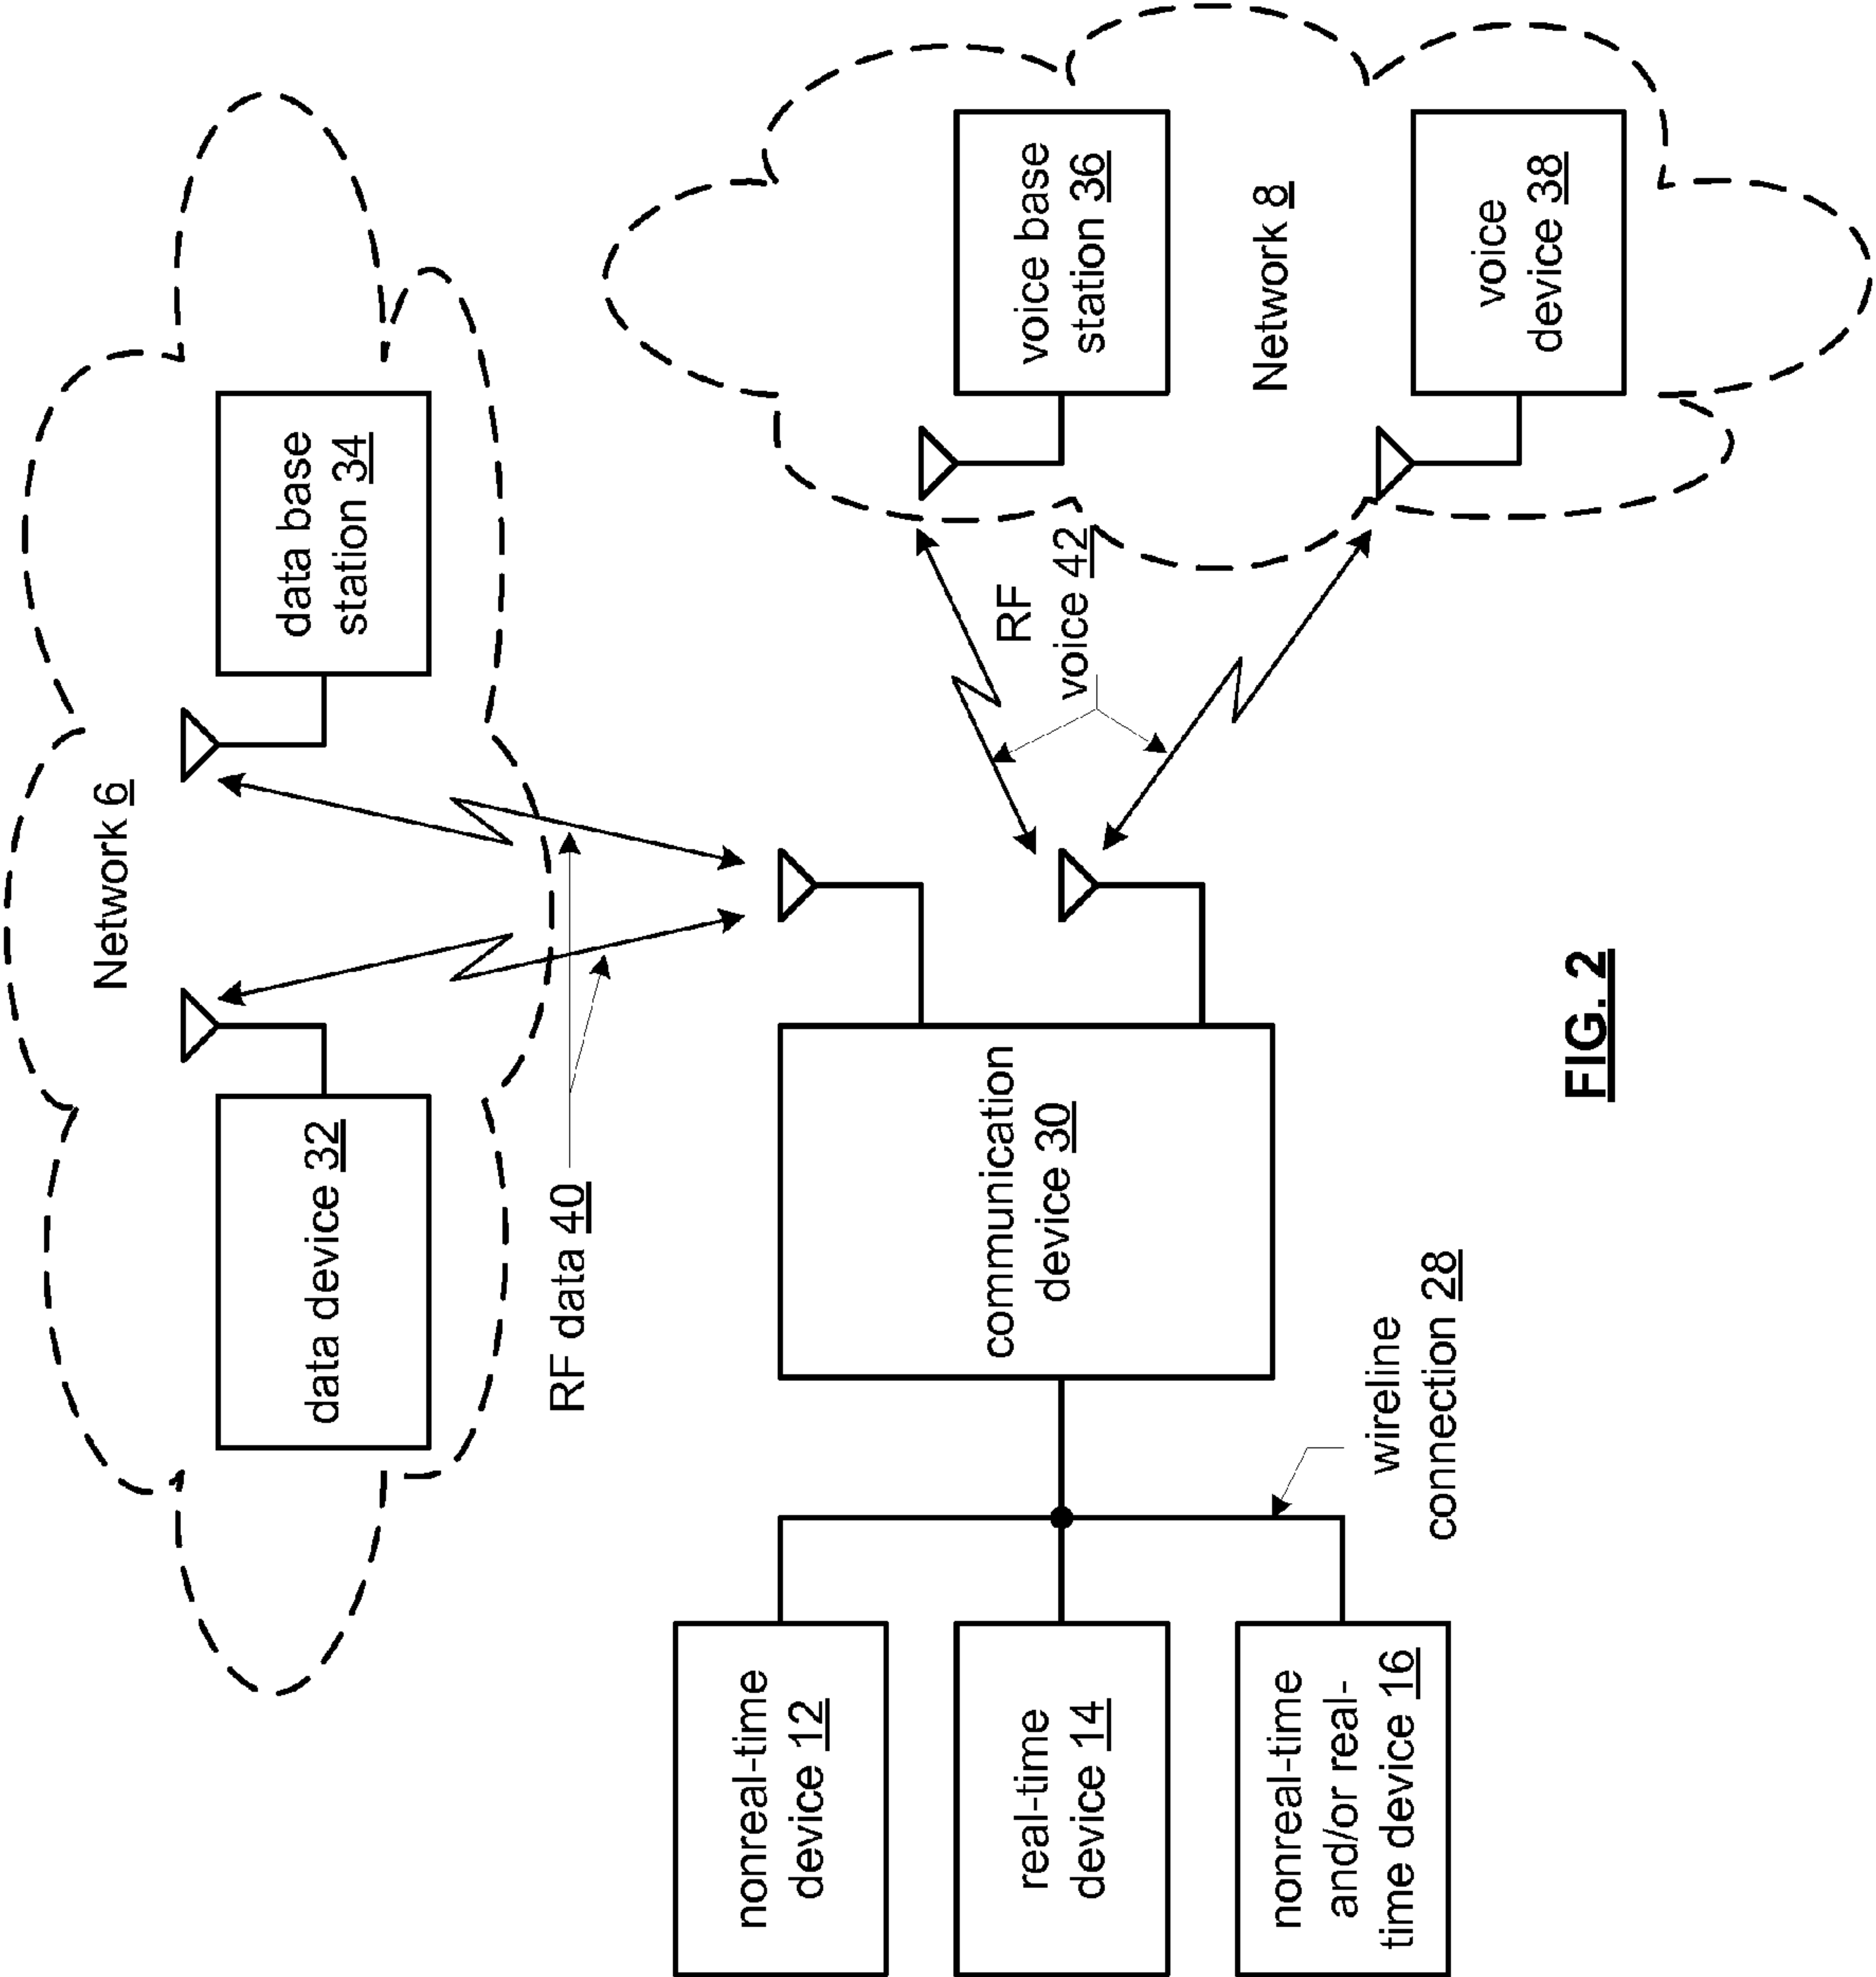 Network 6
data device 32
data base
station 34
RF data 40
nonreal-time
device 12
real-time
device 14
nonreal-time
and/or real-
time device 16
wireline
connection 28
communication
device 30
RF
voice 42
voice base
station 36
Network 8
voice
device 38
FIG. 2